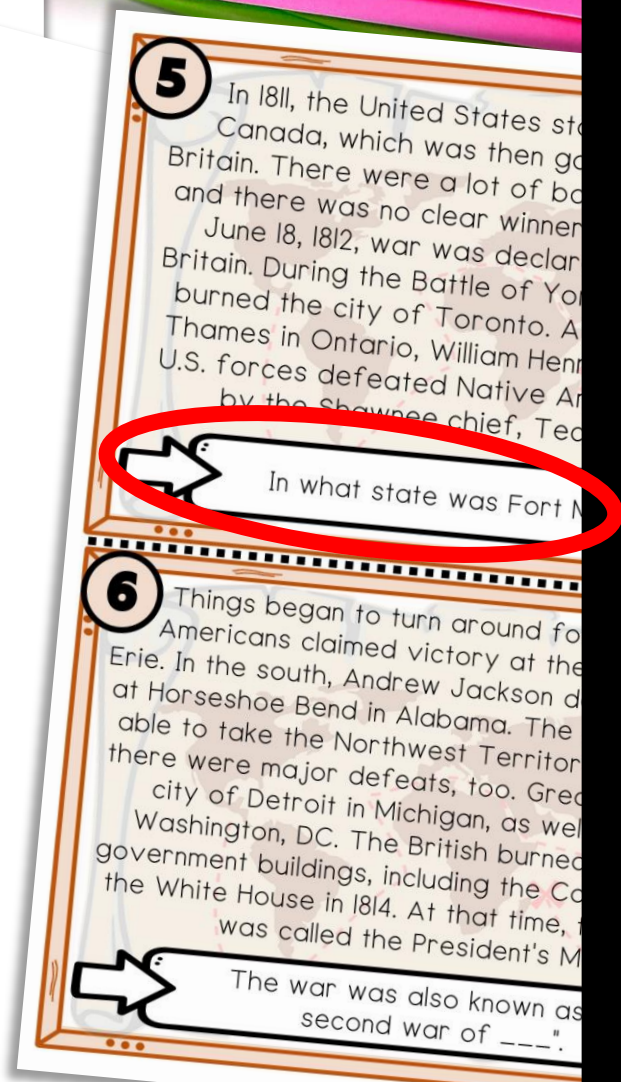 5
In 1811, the United States
Canada, which was then
Britain. There were a lot of
and there was no clear winner
June 18, 1812, war was
Britain. During the Battle of
burned the city of Toronto.
Thames in Ontario, William
U.S. forces defeated Native
by the Shawnee chief,
In what state was Fort
6
Things began to turn around
Americans claimed victory at the
Erie. In the south, Andrew Jackson
at Horseshoe Bend in Alabama. The
able to take the Northwest
there were major defeats, too.
city of Detroit in Michigan, as
Washington, DC. The British burned
government buildings, including the
the White House in 1814. At that time,
was called the President's
The war was also known as
second war of ___".